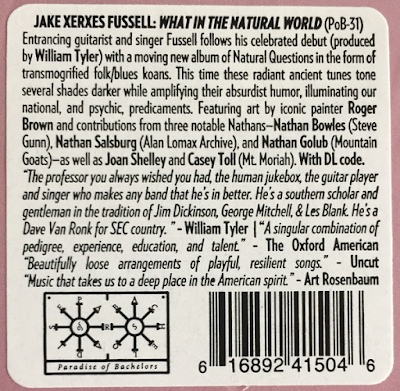 JAKE XERXES FUSSELL: WHAT IN THE NATURAL WORLD (PoB-31)
Entrancing guitarist and singer Fussell follows his celebrated debut (produced
by William Tyler) with a moving new album of Natural Questions in the form of
transmogrified folk/blues koans. This time these radiant ancient tunes tone
several shades darker while amplifying their absurdist humor, illuminating our
national, and psychic, predicaments. Featuring art by iconic painter Roger
Brown and contributions from three notable Nathans—Nathan Bowles (Steve
Gunn), Nathan Salsburg (Alan Lomax Archive), and Nathan Golub (Mountain
Goats)—as well as Joan Shelley and Casey Toll (Mt. Moriah). With DL code.
"The professor you always wished you had, the human jukebox, the guitar player
and singer who makes any band that he's in better. He's a southern scholar and
gentleman in the tradition of Jim Dickinson, George Mitchell, & Les Blank. He's a
Dave Van Ronk for SEC country. "- William Tyler | "A singular combination of
pedigree, experience, education, and talent." - The Oxford American
"Beautifully loose arrangements of playful, resilient songs." - Uncut
"Music that takes us to a deep place in the American spirit." - Art Rosenbaum
Paradise of Bachelors
6 16892 41504 6